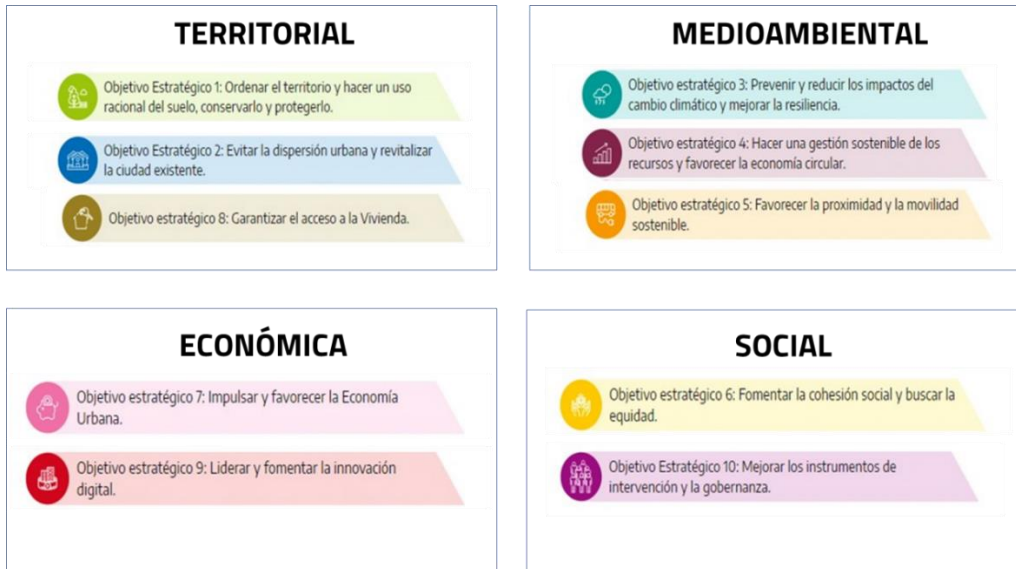 TERRITORIAL
Objetivo Estratégico 1: Ordenar el territorio y hacer un uso
racional del suelo, conservarlo y protegerlo.
Objetivo Estratégico 2: Evitar la dispersión urbana y revitalizar
la ciudad existente.
Objetivo estratégico 8: Garantizar el acceso a la Vivienda.
MEDIOAMBIENTAL
Objetivo estratégico 3: Prevenir y reducir los impactos del
cambio climático y mejorar la resiliencia.
Objetivo estratégico 4: Hacer una gestión sostenible de los
recursos y favorecer la economía circular.
Objetivo estratégico 5: Favorecer la proximidad y la movilidad
sostenible.
ECONÓMICA
Objetivo estratégico 7: Impulsar y favorecer la Economía
Urbana.
Objetivo estratégico 9: Liderar y fomentar la innovación
digital.
SOCIAL
Objetivo estratégico 6: Fomentar la cohesión social y buscar la
equidad.
Objetivo Estratégico 10: Mejorar los instrumentos de
intervención y la gobernanza.